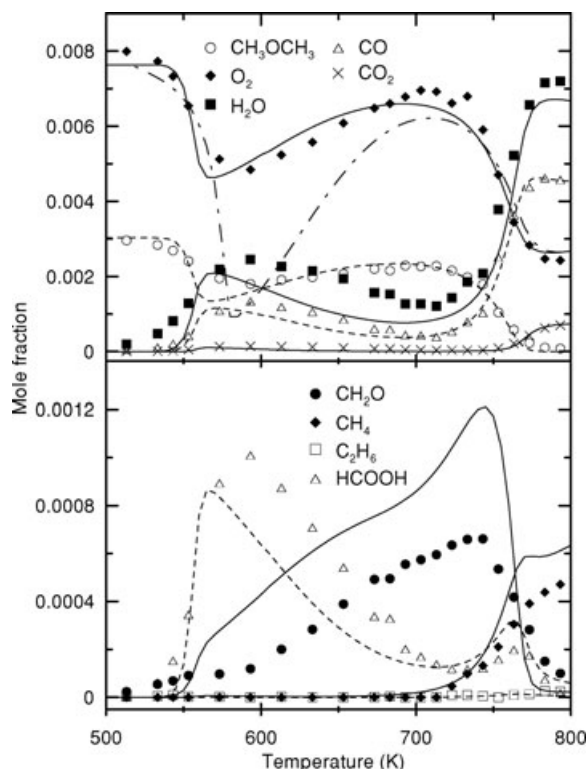 0.008
○ CH₃OCH₃ △ CO
◆ O₂ × CO₂
■ H₂O
0.006
0.004
0.002
0
Mole fraction
● CH₂O
◆ CH₄
□ C₂H₆
△ HCOOH
0.0012
0.0008
0.0004
0
500 600 700 800
Temperature (K)